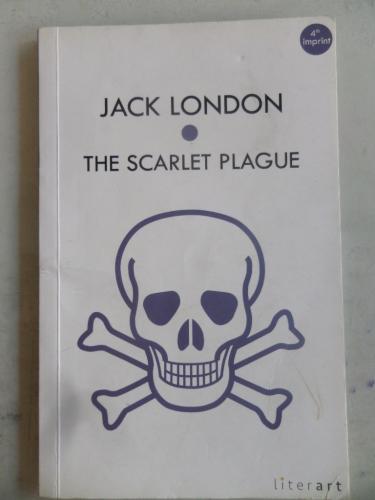 4th
imprint
JACK LONDON
THE SCARLET PLAGUE
literart